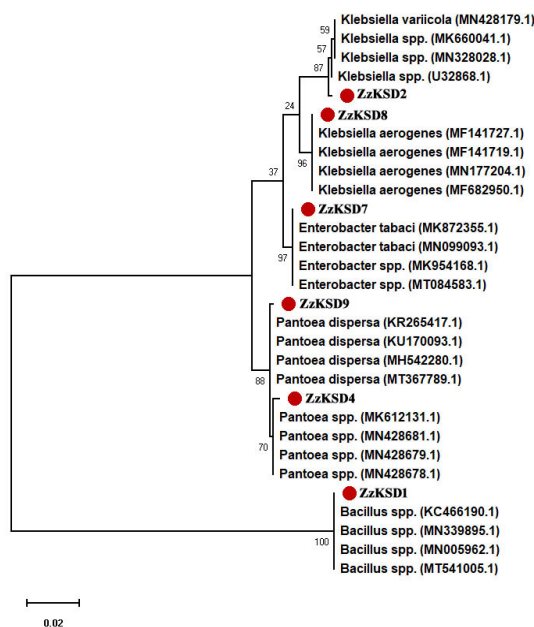 Klebsiella variicola (MN428179.1)
59
Klebsiella spp. (MK660041.1)
57
Klebsiella spp. (MN328028.1)
87
Klebsiella spp. (U32868.1)
ZzKSD2
24
ZzKSD8
Klebsiella aerogenes (MF141727.1)
Klebsiella aerogenes (MF141719.1)
96
Klebsiella aerogenes (MN177204.1)
37
Klebsiella aerogenes (MF682950.1)
ZzKSD7
Enterobacter tabaci (MK872355.1)
Enterobacter tabaci (MN099093.1)
97
Enterobacter spp. (MK954168.1)
Enterobacter spp. (MT084583.1)
ZzKSD9
Pantoea dispersa (KR265417.1)
Pantoea dispersa (KU170093.1)
Pantoea dispersa (MH542280.1)
88
Pantoea dispersa (MT367789.1)
ZzKSD4
Pantoea spp. (MK612131.1)
Pantoea spp. (MN428681.1)
70
Pantoea spp. (MN428679.1)
Pantoea spp. (MN428678.1)
ZzKSD1
Bacillus spp. (KC466190.1)
Bacillus spp. (MN339895.1)
100
Bacillus spp. (MN005962.1)
Bacillus spp. (MT541005.1)
0.02